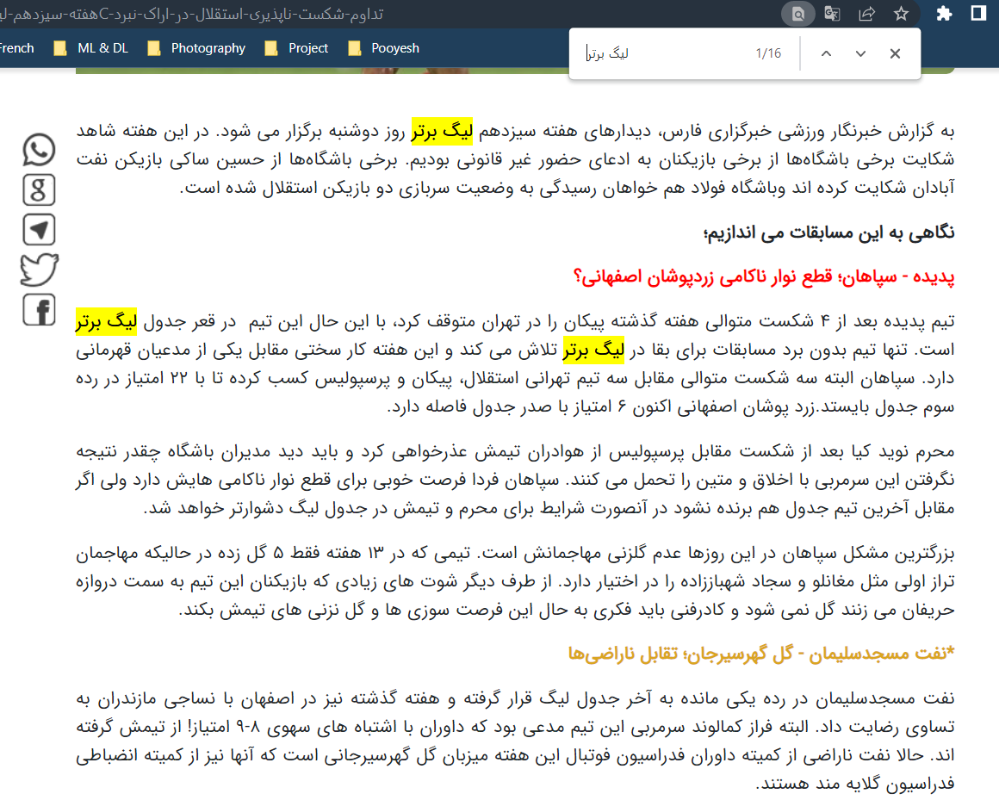 تداوم-شکست-ناپذیری-استقلال-در-اراک-نبرد-Cهفته-سیزدهم-لی
French ML & DL Photography Project Pooyesh
لیگ برتر 1/16
به گزارش خبرنگار ورزشی خبرگزاری فارس، دیدارهای هفته سیزدهم لیگ برتر روز دوشنبه برگزار می شود. در این هفته شاهد
شکایت برخی باشگاه‌ها از برخی بازیکنان به ادعای حضور غیر قانونی بودیم. برخی باشگاه‌ها از حسین ساکی بازیکن نفت
آبادان شکایت کرده اند وباشگاه فولاد هم خواهان رسیدگی به وضعیت سربازی دو بازیکن استقلال شده است.
نگاهی به این مسابقات می اندازیم؛
پدیده - سپاهان؛ قطع نوار ناکامی زردپوشان اصفهانی؟
تیم پدیده بعد از ۴ شکست متوالی هفته گذشته پیکان را در تهران متوقف کرد، با این حال این تیم در قعر جدول لیگ برتر
است. تنها تیم بدون برد مسابقات برای بقا در لیگ برتر تلاش می کند و این هفته کار سختی مقابل یکی از مدعیان قهرمانی
دارد. سپاهان البته سه شکست متوالی مقابل سه تیم تهرانی استقلال، پیکان و پرسپولیس کسب کرده تا با ۲۲ امتیاز در رده
سوم جدول بایستد.زرد پوشان اصفهانی اکنون ۶ امتیاز با صدر جدول فاصله دارد.
محرم نوید کیا بعد از شکست مقابل پرسپولیس از هوادران تیمش عذرخواهی کرد و باید دید مدیران باشگاه چقدر نتیجه
نگرفتن این سرمربی با اخلاق و متین را تحمل می کنند. سپاهان فردا فرصت خوبی برای قطع نوار ناکامی هایش دارد ولی اگر
مقابل آخرین تیم جدول هم برنده نشود در آنصورت شرایط برای محرم و تیمش در جدول لیگ دشوارتر خواهد شد.
بزرگترین مشکل سپاهان در این روزها عدم گلزنی مهاجمانش است. تیمی که در ۱۳ هفته فقط ۵ گل زده در حالیکه مهاجمان
تراز اولی مثل مغانلو و سجاد شهباززاده را در اختیار دارد. از طرف دیگر شوت های زیادی که بازیکنان این تیم به سمت دروازه
حریفان می زنند گل نمی شود و کادرفنی باید فکری به حال این فرصت سوزی ها و گل نزنی های تیمش بکند.
*نفت مسجدسلیمان - گل گهرسیرجان؛ تقابل ناراضی‌ها
نفت مسجدسلیمان در رده یکی مانده به آخر جدول لیگ قرار گرفته و هفته گذشته نیز در اصفهان با نساجی مازندران به
تساوی رضایت داد. البته فراز کمالوند سرمربی این تیم مدعی بود که داوران با اشتباه های سهوی ۸-۹ امتیاز! از تیمش گرفته
اند. حالا نفت ناراضی از کمیته داوران فدراسیون فوتبال این هفته میزبان گل گهرسیرجانی است که آنها نیز از کمیته انضباطی
فدراسیون گلایه مند هستند.